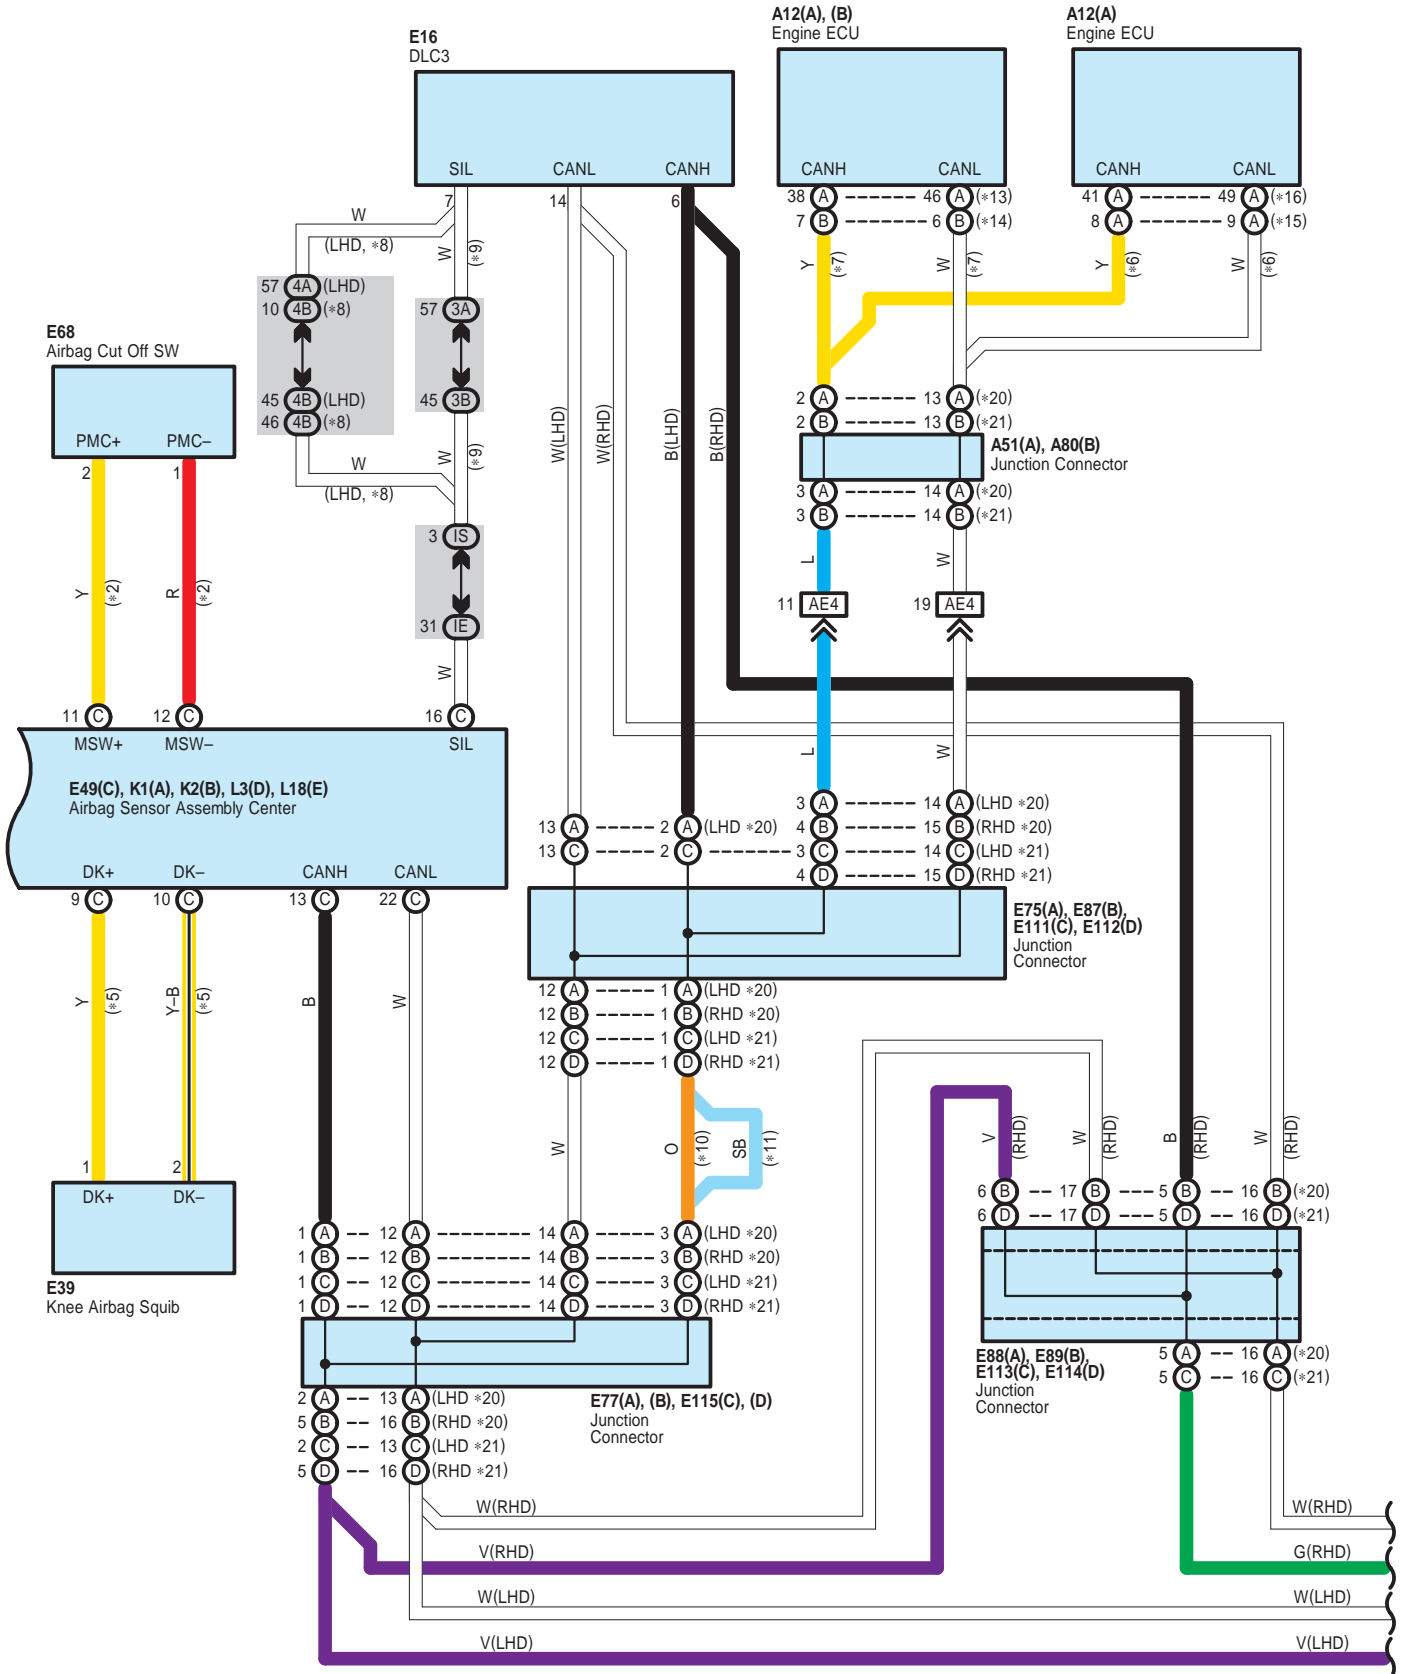 A12(A), (B)
Engine ECU
A12(A)
Engine ECU
E16
DLC3
SIL CANL CANH
CANH CANL
CANH CANL
7 14 6
38 A 46 A (*13)
7 B 6 B (*14)
41 A 49 A (*16)
8 A 9 A (*15)
W
(LHD, *8)
W (*9)
Y (*7)
W (*7)
Y (*6)
W (*6)
57 4A (LHD)
10 4B (*8)
57 3A
45 4B (LHD)
46 4B (*8)
45 3B
E68
Airbag Cut Off SW
PMC+ PMC–
2 1
W
(LHD, *8)
W (*9)
W(LHD)
W(RHD)
B(LHD)
B(RHD)
2 A 13 A (*20)
2 B 13 B (*21)
A51(A), A80(B)
Junction Connector
3 A 14 A (*20)
3 B 14 B (*21)
3 IS
31 IE
Y (*2)
R (*2)
W
L
W
11 AE4
19 AE4
L
W
11 C 12 C 16 C
MSW+ MSW– SIL
E49(C), K1(A), K2(B), L3(D), L18(E)
Airbag Sensor Assembly Center
DK+ DK– CANH CANL
9 C 10 C 13 C 22 C
3 A 14 A (LHD *20)
13 A 2 A (LHD *20) 4 B 15 B (RHD *20)
13 C 2 C 3 C 14 C (LHD *21)
4 D 15 D (RHD *21)
E75(A), E87(B),
E111(C), E112(D)
Junction
Connector
12 A 1 A (LHD *20)
12 B 1 B (RHD *20)
12 C 1 C (LHD *21)
12 D 1 D (RHD *21)
Y (*5)
Y–B (*5)
B
W
W
O (*10)
SB (*11)
V (RHD)
W (RHD)
B (RHD)
W (RHD)
1 2
DK+ DK–
E39
Knee Airbag Squib
6 B 17 B 5 B 16 B (*20)
6 D 17 D 5 D 16 D (*21)
1 A 12 A 14 A 3 A (LHD *20)
1 B 12 B 14 B 3 B (RHD *20)
1 C 12 C 14 C 3 C (LHD *21)
1 D 12 D 14 D 3 D (RHD *21)
E88(A), E89(B),
E113(C), E114(D)
Junction
Connector
5 A 16 A (*20)
5 C 16 C (*21)
E77(A), (B), E115(C), (D)
Junction
Connector
2 A 13 A (LHD *20)
5 B 16 B (RHD *20)
2 C 13 C (LHD *21)
5 D 16 D (RHD *21)
W(RHD) W(RHD)
V(RHD) G(RHD)
W(LHD) W(LHD)
V(LHD) V(LHD)